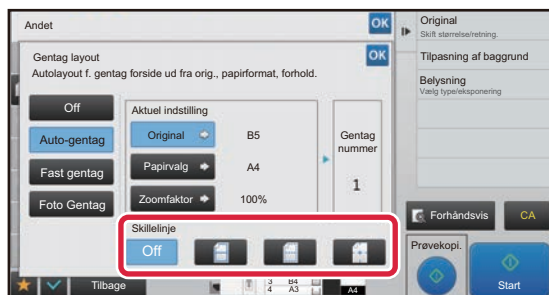 Andet
OK
Gentag layout
OK
Autolayout f. gentag forside ud fra orig., papirformat, forhold.
Off
Auto-gentag
Fast gentag
Foto Gentag
Aktuel indstilling
Original
B5
Papirvalg
A4
Zoomfaktor
100%
Gentag
nummer
1
Skillelinje
Off
Tilbage
3 B4
4 A3
A4
Original
Skift størrelse/retning.
Tilpasning af baggrund
Belysning
Vælg type/eksponering
Forhåndsvis
CA
Prøvekopi.
Start